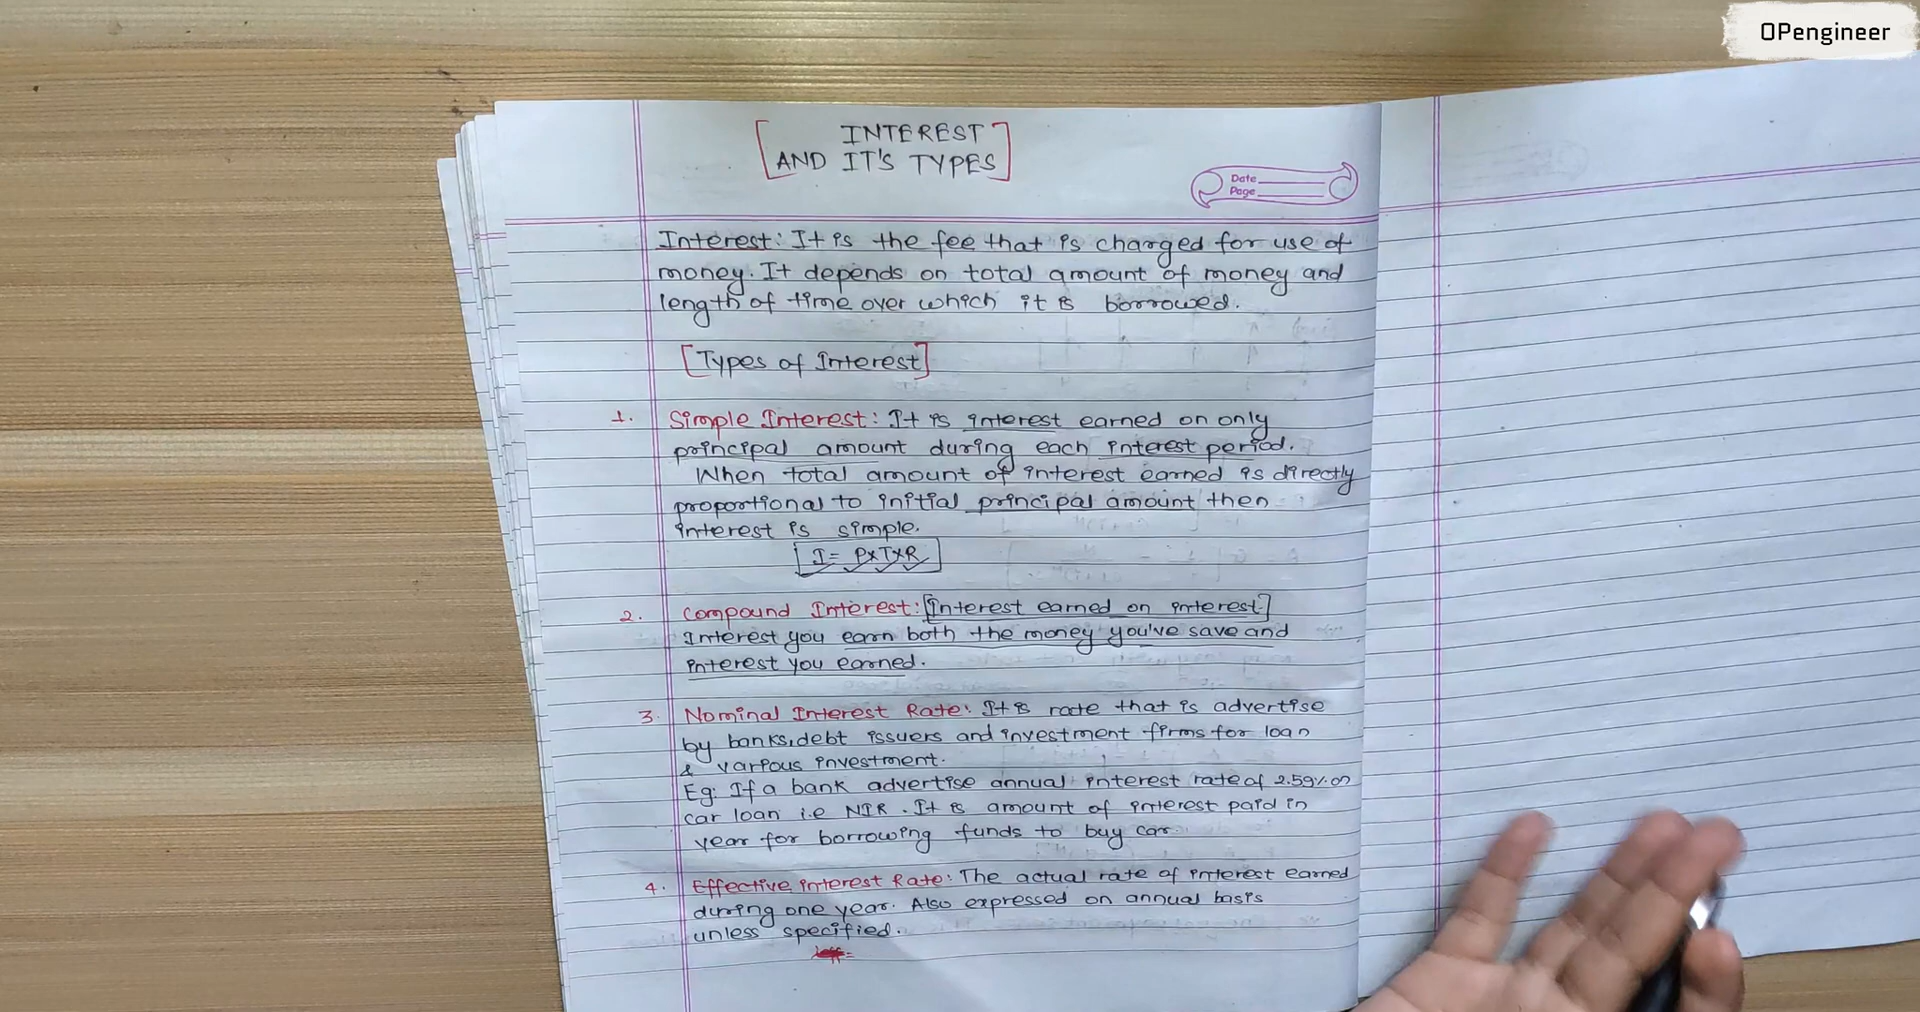 OPengineer
INTEREST
AND IT'S TYPES
Date
Page
Interest: It is the fee that is charged for use of
money. It depends on total amount of money and
length of time over which it is borrowed.
[Types of Interest]
1. Simple Interest: It is interest earned on only
principal amount during each interest period.
When total amount of interest earned is directly
proportional to initial principal amount then
interest is simple.
I = P×T×R
2. Compound Interest: [Interest earned on interest]
Interest you earn both the money you've save and
interest you earned.
3. Nominal Interest Rate: It is rate that is advertise
by banks, debt issuers and investment firms for loan
& various investment.
Eg: If a bank advertise annual interest rate of 2.59% on
car loan i.e NIR. It is amount of interest paid in
year for borrowing funds to buy car.
4. Effective interest Rate: The actual rate of interest earned
during one year. Also expressed on annual basis
unless specified.